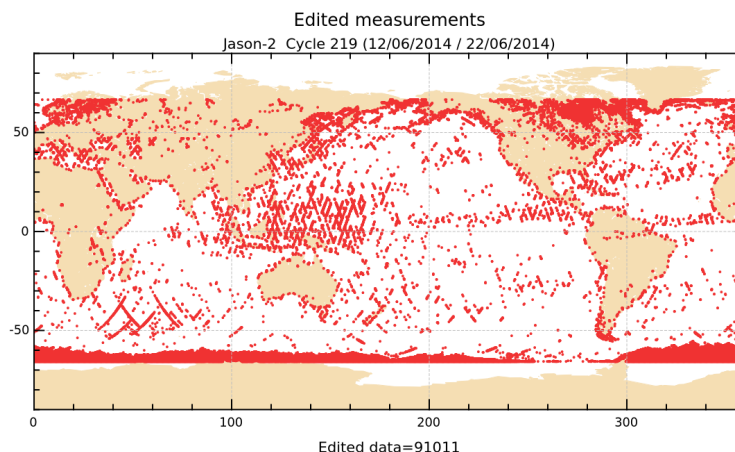 Edited measurements
Jason-2 Cycle 219 (12/06/2014 / 22/06/2014)
50
0
-50
0 100 200 300
Edited data=91011